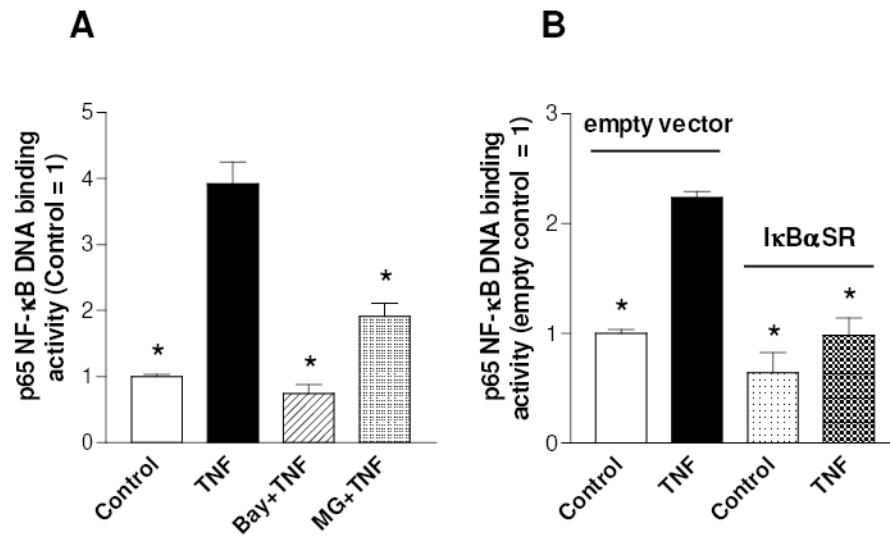 A
p65 NF-κB DNA binding
activity (Control = 1)
5
4
3
2
1
0
*
*
*
Control
TNF
Bay+TNF
MG+TNF
B
p65 NF-κB DNA binding
activity (empty control = 1)
3
2
1
0
empty vector
IκBαSR
*
*
*
Control
TNF
Control
TNF